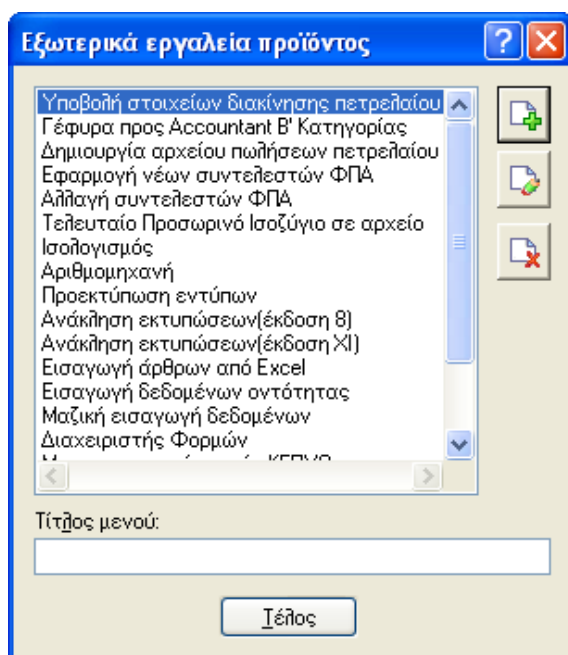 Εξωτερικά εργαλεία προϊόντος
Υποβολή στοιχείων διακίνησης πετρελαίου
Γέφυρα προς Accountant Β' Κατηγορίας
Δημιουργία αρχείου πωλήσεων πετρελαίου
Εφαρμογή νέων συντελεστών ΦΠΑ
Αλλαγή συντελεστών ΦΠΑ
Τελευταίο Προσωρινό Ισοζύγιο σε αρχείο
Ισολογισμός
Αριθμομηχανή
Προεκτύπωση εντύπων
Ανάκληση εκτυπώσεων(έκδοση 8)
Ανάκληση εκτυπώσεων(έκδοση XI)
Εισαγωγή άρθρων από Excel
Εισαγωγή δεδομένων οντότητας
Μαζική εισαγωγή δεδομένων
Διαχειριστής Φορμών
Τίτλος μενού:
Τέλος